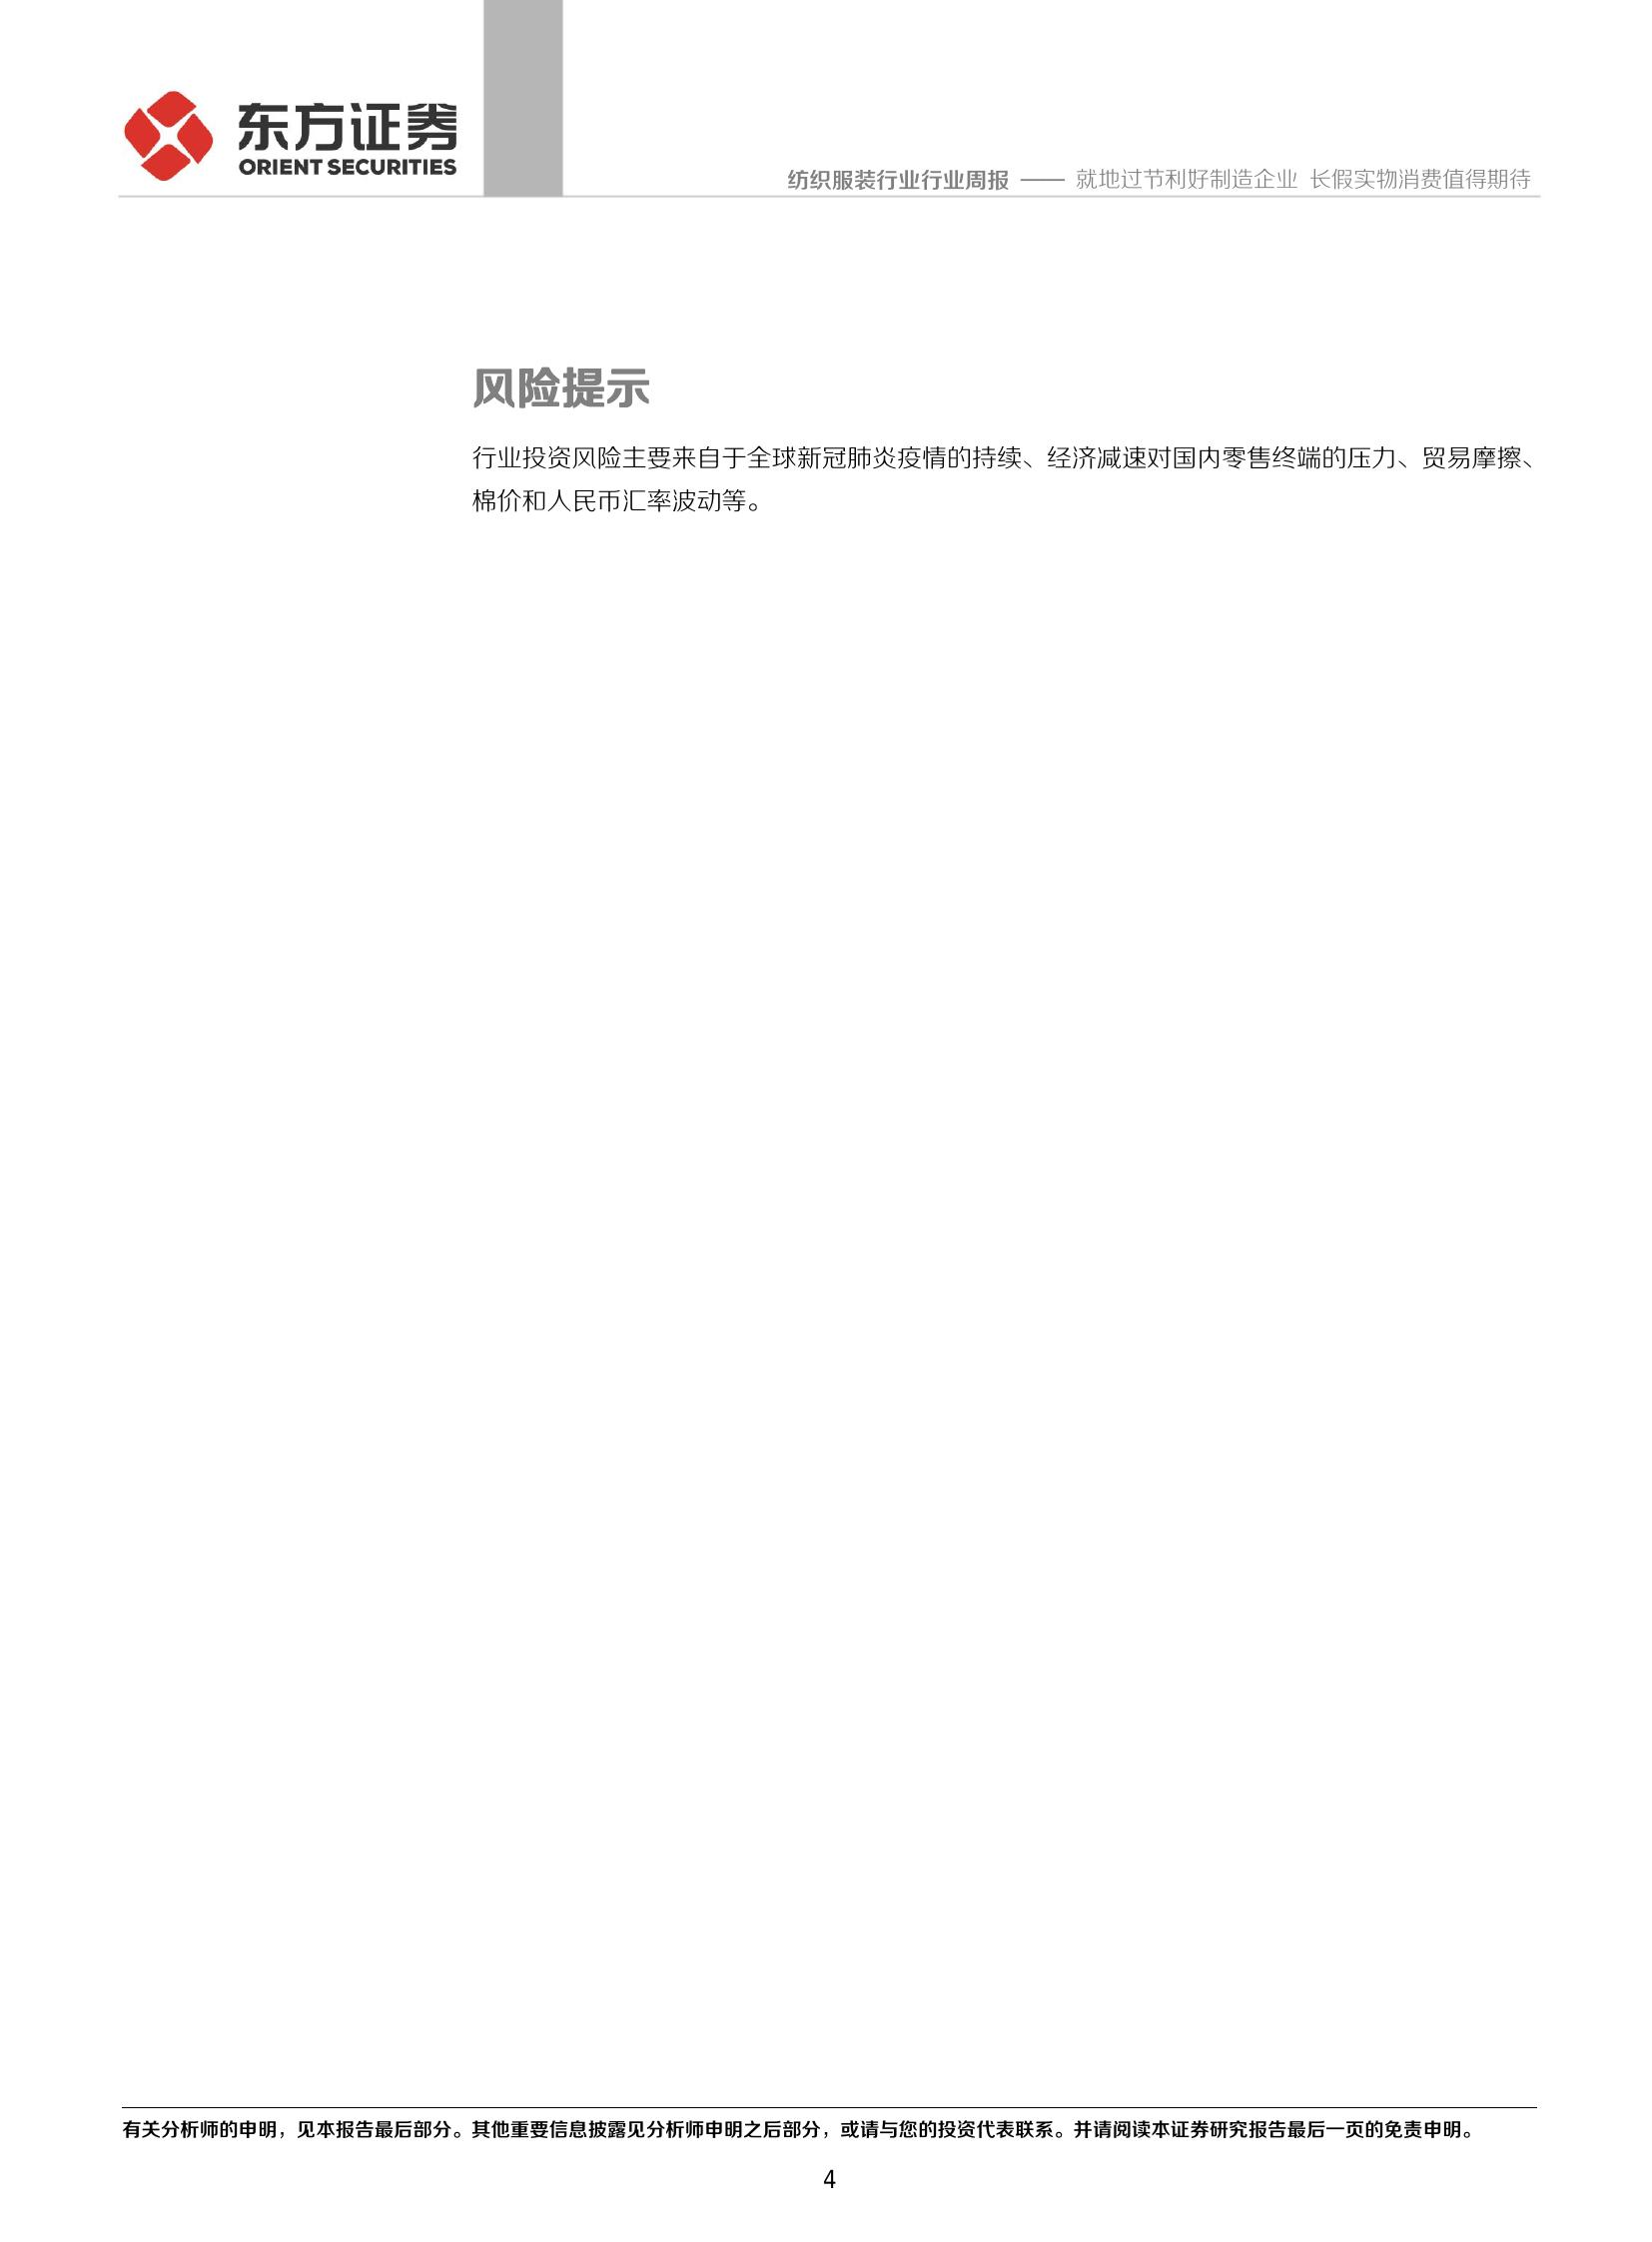 东方证券
ORIENT SECURITIES
纺织服装行业行业周报 —— 就地过节利好制造企业 长假实物消费值得期待
风险提示
行业投资风险主要来自于全球新冠肺炎疫情的持续、经济减速对国内零售终端的压力、贸易摩擦、
棉价和人民币汇率波动等。
有关分析师的申明，见本报告最后部分。其他重要信息披露见分析师申明之后部分，或请与您的投资代表联系。并请阅读本证券研究报告最后一页的免责申明。
4